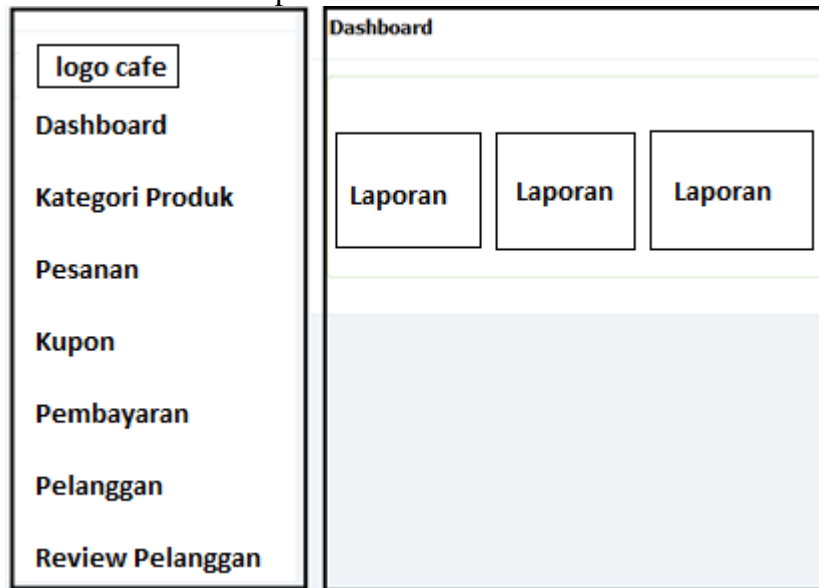 logo cafe
Dashboard
Kategori Produk
Pesanan
Kupon
Pembayaran
Pelanggan
Review Pelanggan
Dashboard
Laporan Laporan Laporan